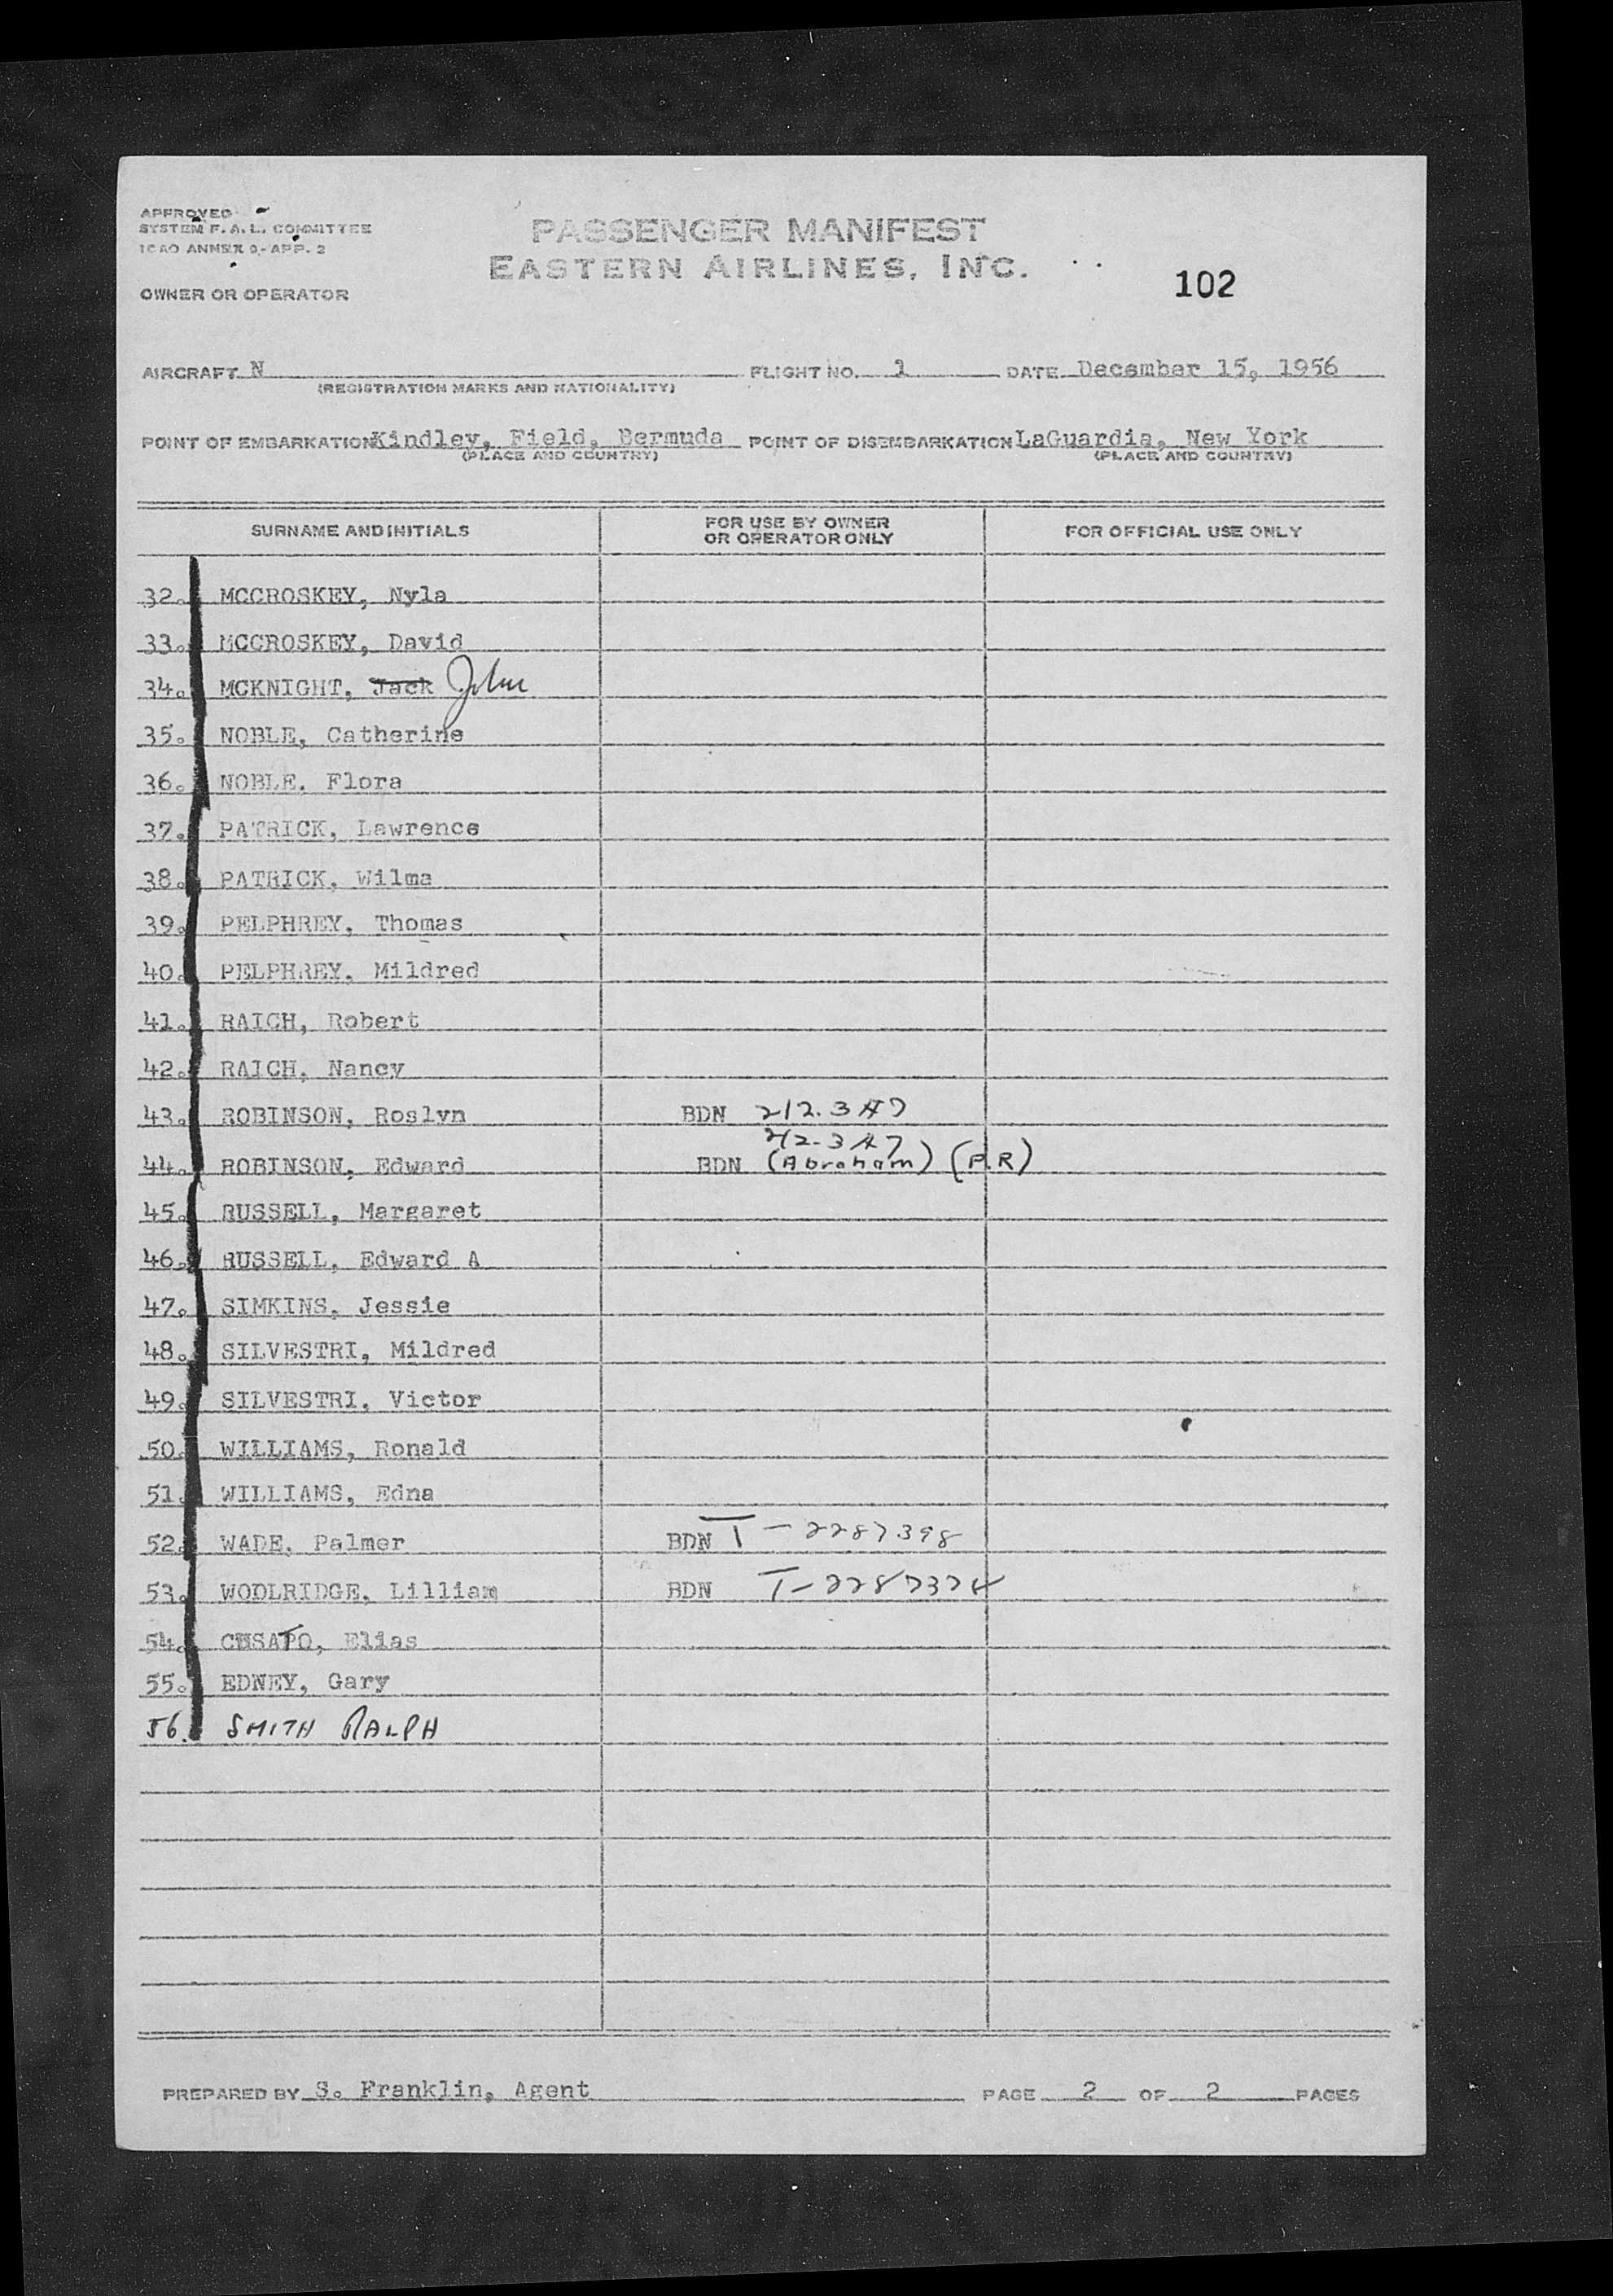 APPROVED
SYSTEM F. A. L. COMMITTEE
ICAO ANNEX 9, - APP. 2
OWNER OR OPERATOR
PASSENGER MANIFEST
EASTERN AIRLINES, INC.
102
AIRCRAFT N FLIGHT NO. 1 DATE December 15, 1956
(REGISTRATION MARKS AND NATIONALITY)
POINT OF EMBARKATION Kindley, Field, Bermuda POINT OF DISEMBARKATION LaGuardia, New York
(PLACE AND COUNTRY) (PLACE AND COUNTRY)
SURNAME AND INITIALS FOR USE BY OWNER OR OPERATOR ONLY FOR OFFICIAL USE ONLY
32. MCCROSKEY, Nyla
33. MCCROSKEY, David
34. MCKNIGHT, Jack John
35. NOBLE, Catherine
36. NOBLE, Flora
37. PATRICK, Lawrence
38. PATRICK, Wilma
39. PELPHREY, Thomas
40. PELPHREY, Mildred
41. RAICH, Robert
42. RAICH, Nancy
43. ROBINSON, Roslyn BDN 212.3 A7
212-3 A7
44. ROBINSON, Edward BDN (Abraham) (P.R)
45. RUSSELL, Margaret
46. RUSSELL, Edward A
47. SIMKINS, Jessie
48. SILVESTRI, Mildred
49. SILVESTRI, Victor
50. WILLIAMS, Ronald
51. WILLIAMS, Edna
52. WADE, Palmer BDN T-2287398
53. WODLRIDGE, Lilliam BDN
54. Elias
55. EDNEY, Gary
56. SMITH RALPH
PREPARED BY S. Franklin, Agent PAGE 2 OF 2 PAGES